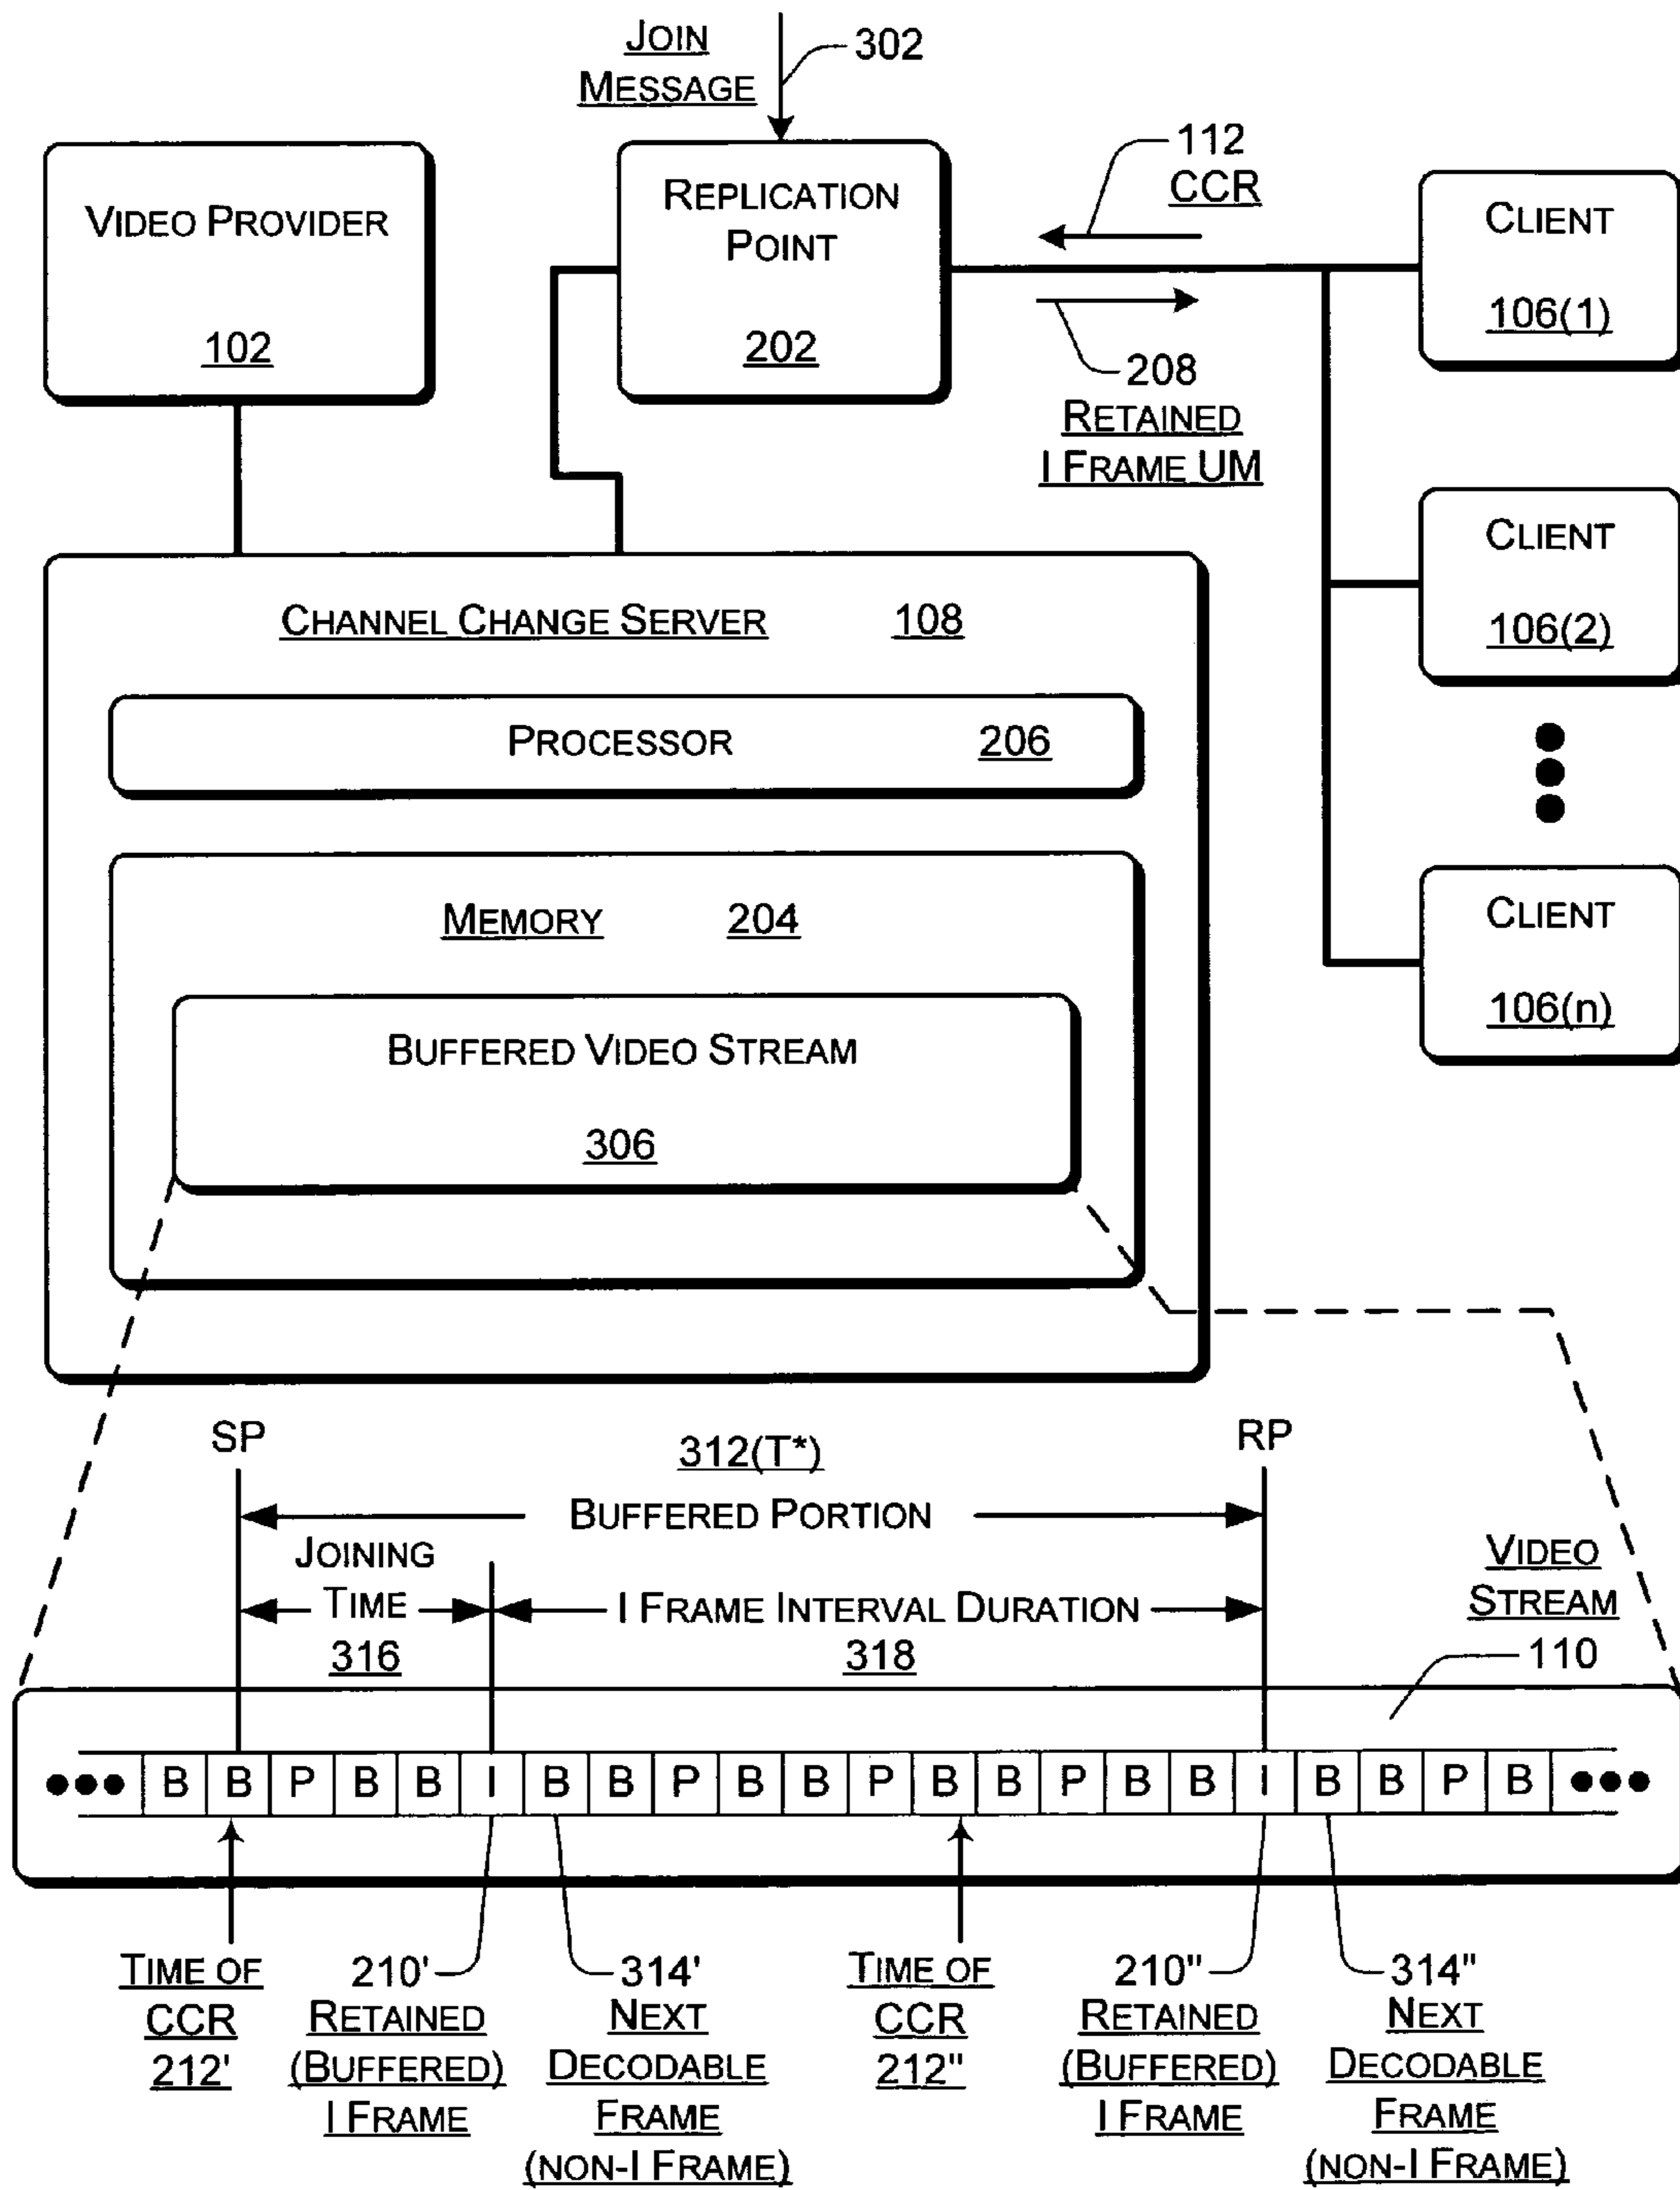 JOIN
MESSAGE
302
VIDEO PROVIDER
102
REPLICATION
POINT
202
112
CCR
208
RETAINED
I FRAME UM
CLIENT
106(1)
CLIENT
106(2)
CLIENT
106(n)
CHANNEL CHANGE SERVER 108
PROCESSOR 206
MEMORY 204
BUFFERED VIDEO STREAM
306
SP
312(T*)
RP
BUFFERED PORTION
JOINING
TIME
316
I FRAME INTERVAL DURATION
318
VIDEO
STREAM
110
B B P B B I B B P B B P B B P B B I B B P B
TIME OF
CCR
212'
210'
RETAINED
(BUFFERED)
I FRAME
314'
NEXT
DECODABLE
FRAME
(NON-I FRAME)
TIME OF
CCR
212"
210"
RETAINED
(BUFFERED)
I FRAME
314"
NEXT
DECODABLE
FRAME
(NON-I FRAME)